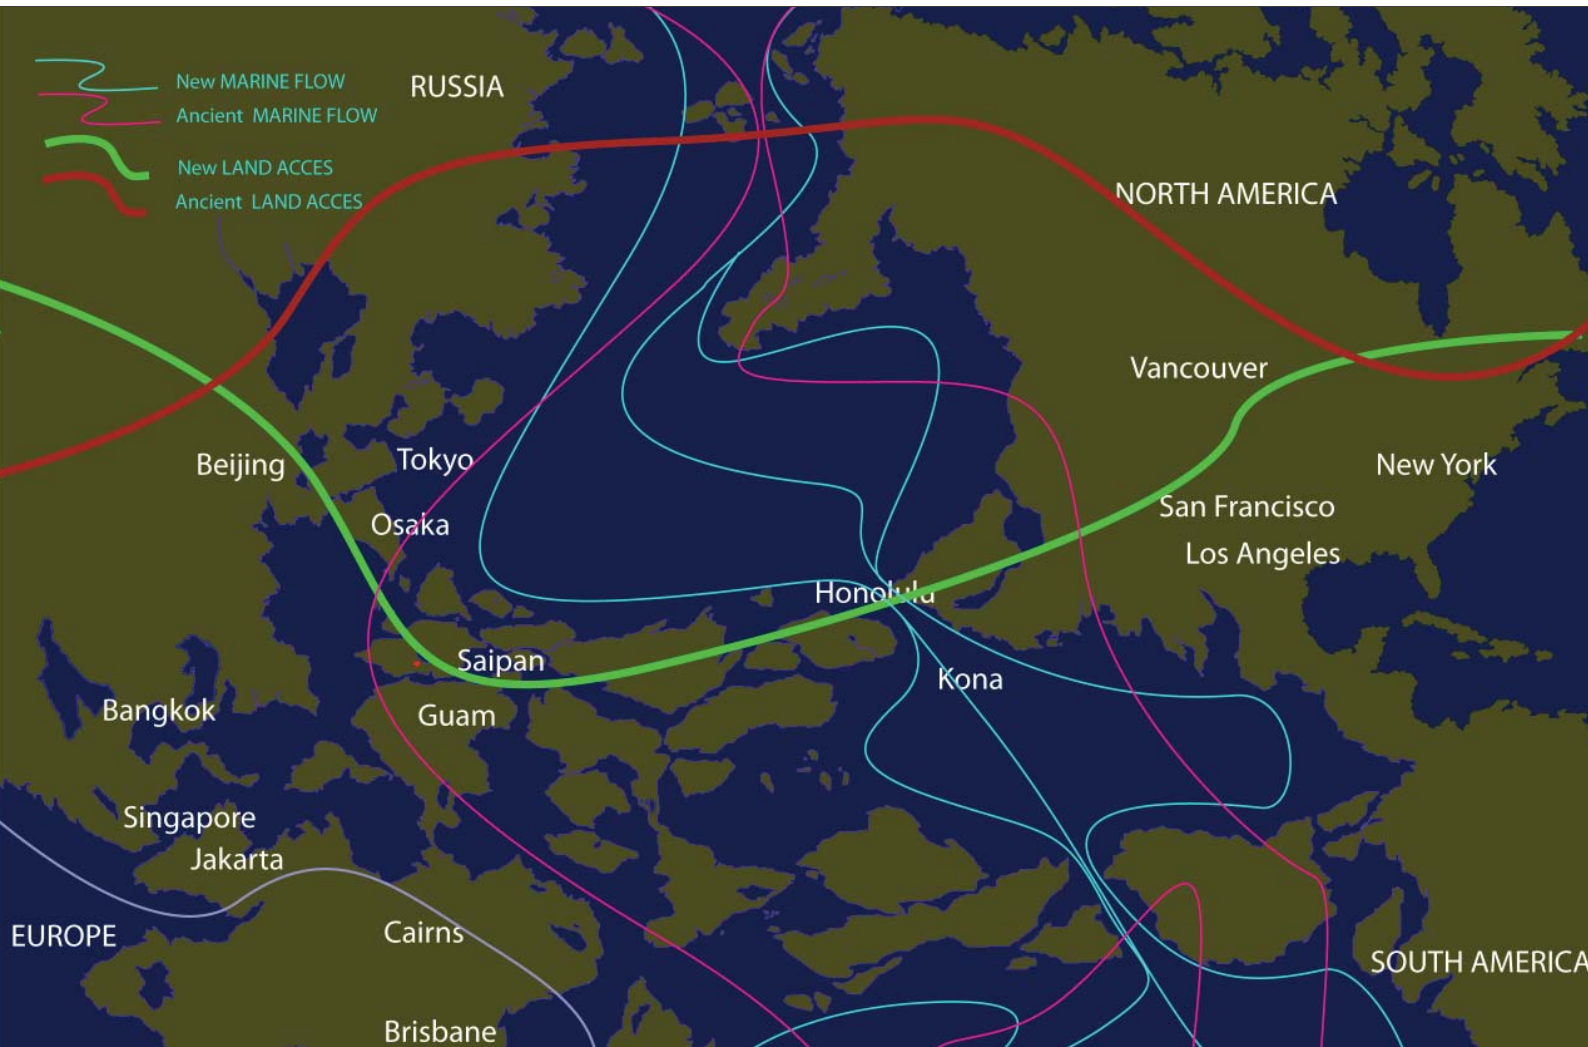 RUSSIA
New MARINE FLOW
Ancient MARINE FLOW
New LAND ACCES
Ancient LAND ACCES
NORTH AMERICA
Vancouver
Beijing
Tokyo
New York
Osaka
San Francisco
Los Angeles
Honolulu
Saipan
Kona
Bangkok
Guam
Singapore
Jakarta
EUROPE
Cairns
SOUTH AMERICA
Brisbane